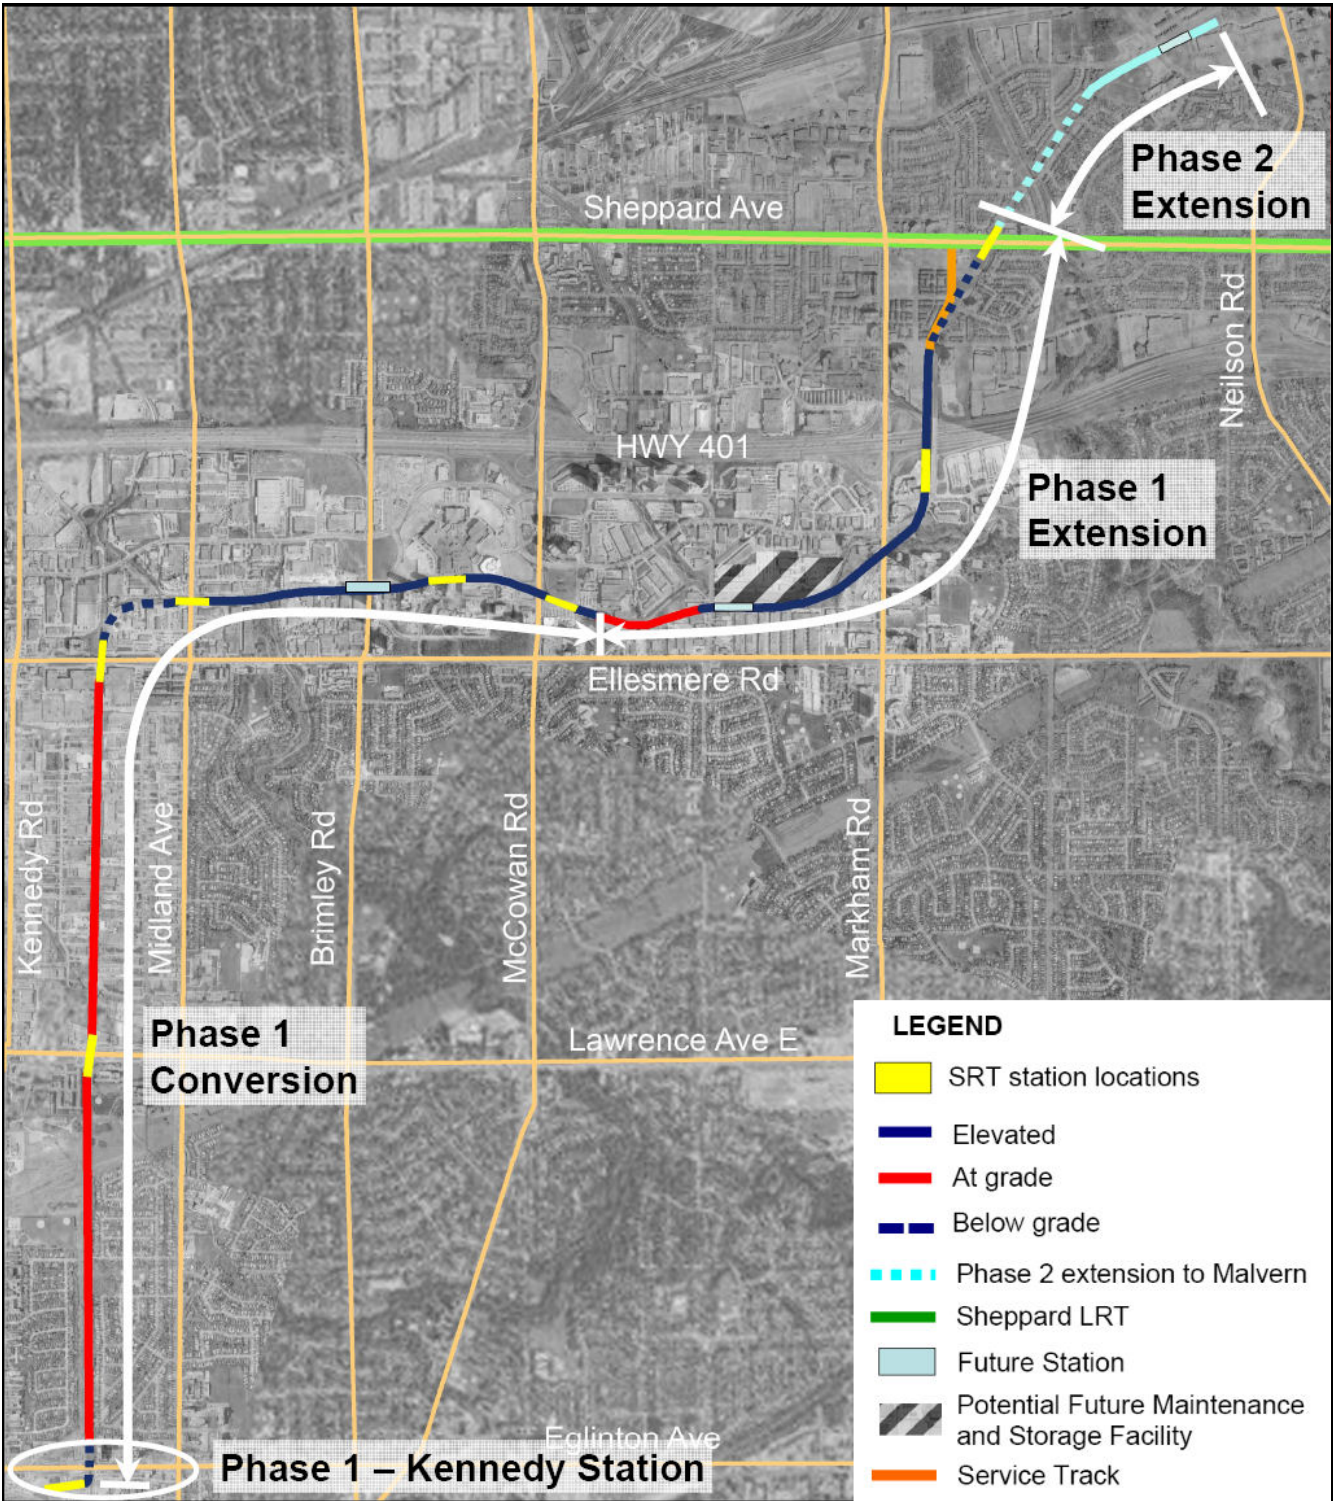 Phase 2
Extension
Sheppard Ave
Neilson Rd
HWY 401
Phase 1
Extension
Ellesmere Rd
Kennedy Rd
Midland Ave
Brimley Rd
McCowan Rd
Markham Rd
Phase 1
Conversion
Lawrence Ave E
LEGEND
SRT station locations
Elevated
At grade
Below grade
Phase 2 extension to Malvern
Sheppard LRT
Future Station
Potential Future Maintenance
and Storage Facility
Service Track
Eglinton Ave
Phase 1 – Kennedy Station